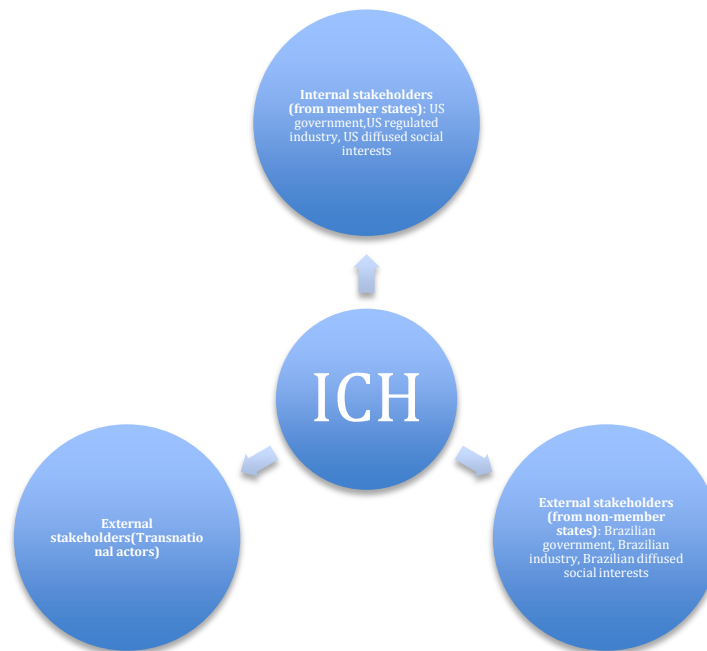 Internal stakeholders
(from member states): US
government,US regulated
industry, US diffused social
interests
ICH
External
stakeholders(Transnatio
nal actors)
External stakeholders
(from non-member
states): Brazilian
government, Brazilian
industry, Brazilian diffused
social interests